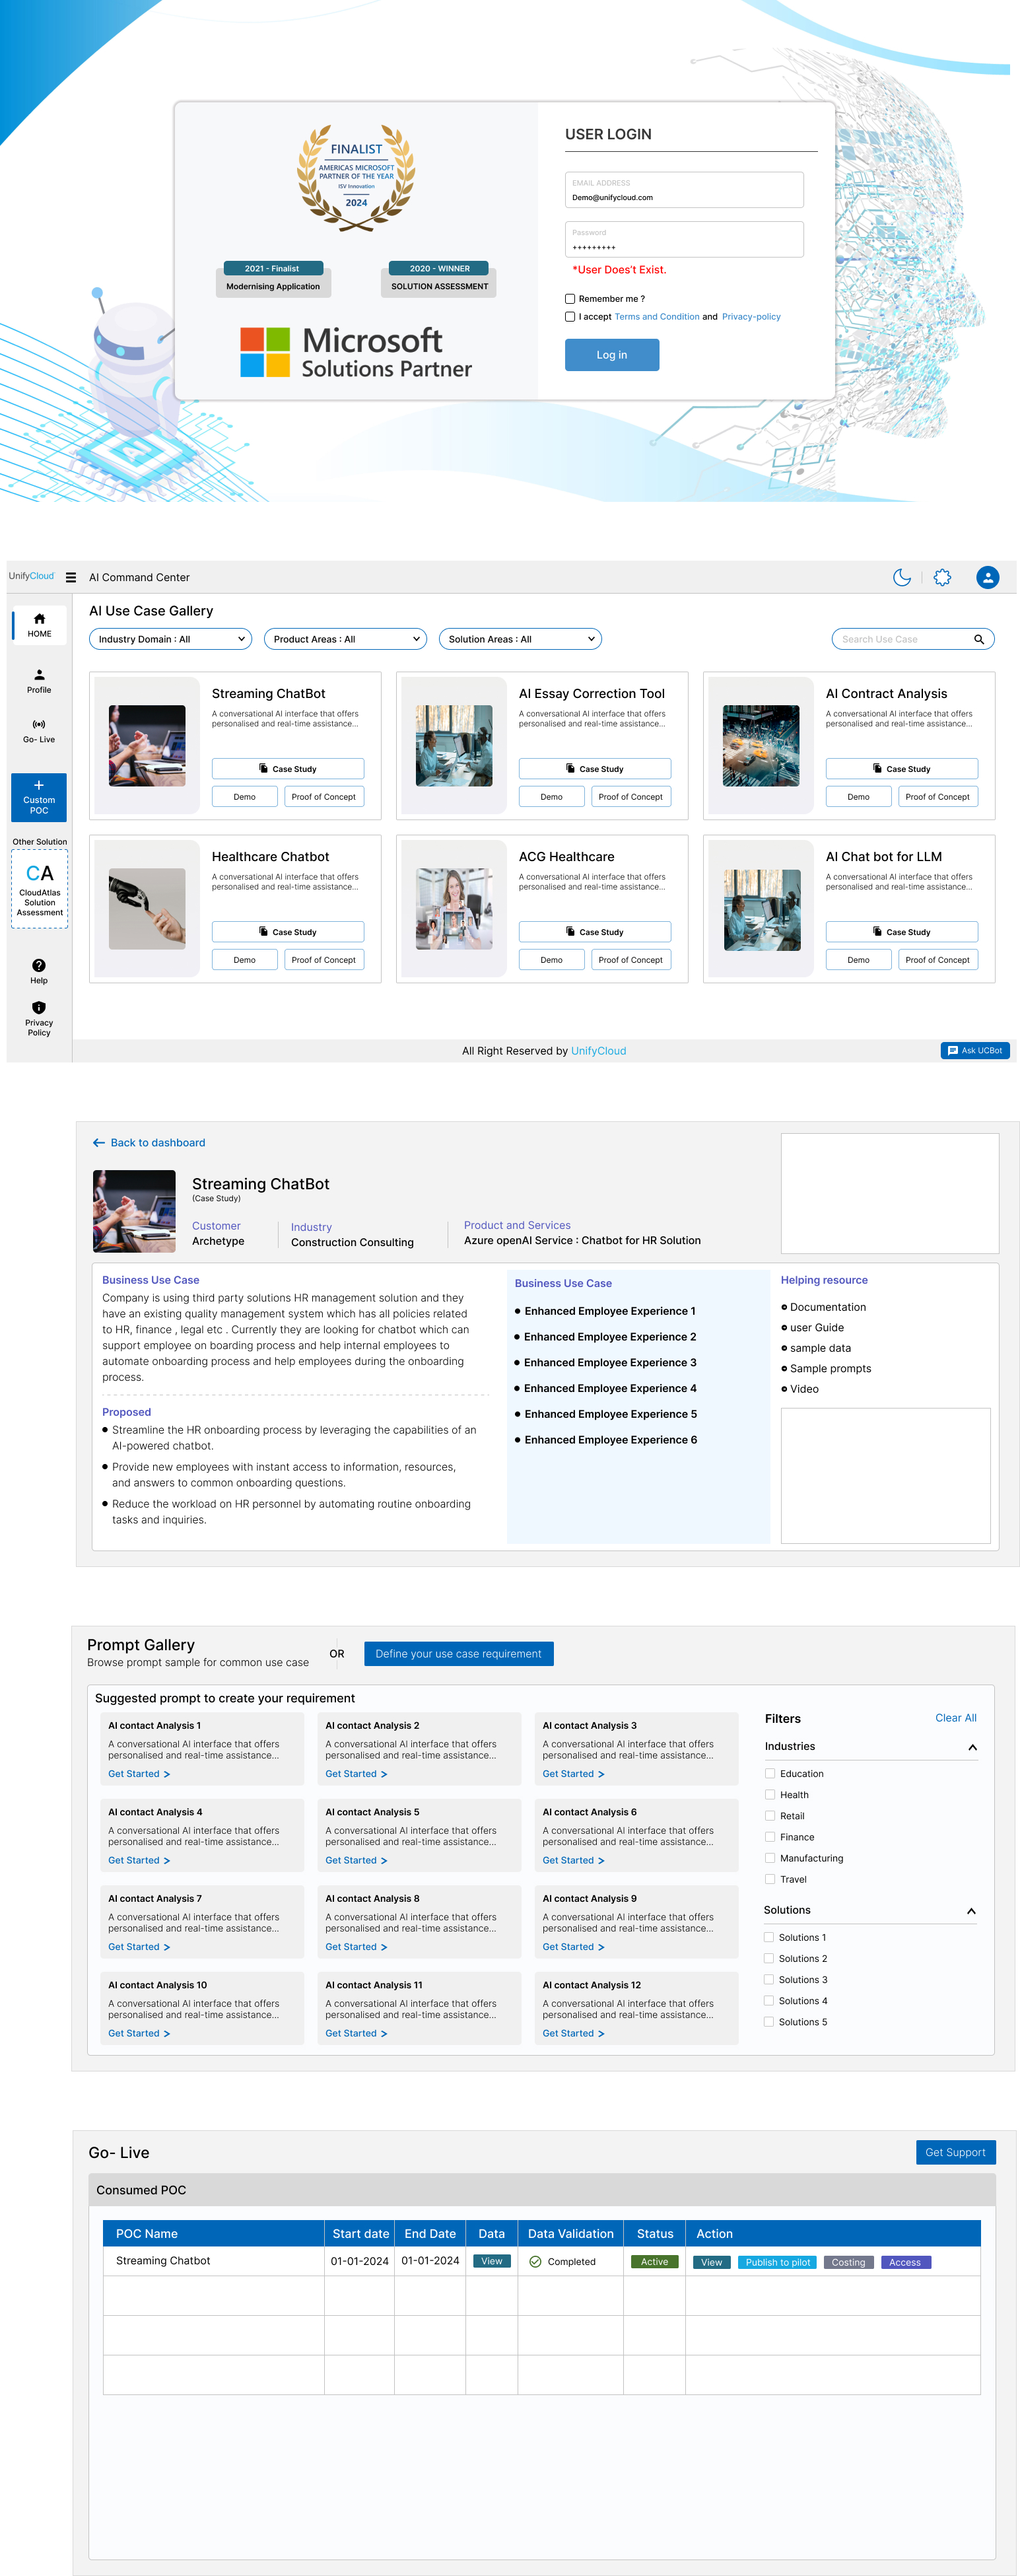 FINALIST
AMERICAS MICROSOFT
PARTNER OF THE YEAR
ISV Innovation
2024
2021 - Finalist
Modernising Application
2020 - WINNER
SOLUTION ASSESSMENT
Microsoft
Solutions Partner
USER LOGIN
EMAIL ADDRESS
Demo@unifycloud.com
Password
+++++++++
*User Does't Exist.
Remember me ?
I accept Terms and Condition and Privacy-policy
Log in
UnifyCloud
AI Command Center
HOME
Profile
Go- Live
Custom
POC
Other Solution
CA
CloudAtlas
Solution
Assessment
Help
Privacy
Policy
AI Use Case Gallery
Industry Domain : All
Product Areas : All
Solution Areas : All
Search Use Case
Streaming ChatBot
A conversational AI interface that offers
personalised and real-time assistance...
Case Study
Demo
Proof of Concept
AI Essay Correction Tool
A conversational AI interface that offers
personalised and real-time assistance...
Case Study
Demo
Proof of Concept
AI Contract Analysis
A conversational AI interface that offers
personalised and real-time assistance...
Case Study
Demo
Proof of Concept
Healthcare Chatbot
A conversational AI interface that offers
personalised and real-time assistance...
Case Study
Demo
Proof of Concept
ACG Healthcare
A conversational AI interface that offers
personalised and real-time assistance...
Case Study
Demo
Proof of Concept
AI Chat bot for LLM
A conversational AI interface that offers
personalised and real-time assistance...
Case Study
Demo
Proof of Concept
All Right Reserved by UnifyCloud
Ask UCBot
Back to dashboard
Streaming ChatBot
(Case Study)
Customer
Archetype
Industry
Construction Consulting
Product and Services
Azure openAI Service : Chatbot for HR Solution
Business Use Case
Company is using third party solutions HR management solution and they
have an existing quality management system which has all policies related
to HR, finance , legal etc . Currently they are looking for chatbot which can
support employee on boarding process and help internal employees to
automate onboarding process and help employees during the onboarding
process.
Proposed
Streamline the HR onboarding process by leveraging the capabilities of an
AI-powered chatbot.
Provide new employees with instant access to information, resources,
and answers to common onboarding questions.
Reduce the workload on HR personnel by automating routine onboarding
tasks and inquiries.
Business Use Case
Enhanced Employee Experience 1
Enhanced Employee Experience 2
Enhanced Employee Experience 3
Enhanced Employee Experience 4
Enhanced Employee Experience 5
Enhanced Employee Experience 6
Helping resource
Documentation
user Guide
sample data
Sample prompts
Video
Prompt Gallery
Browse prompt sample for common use case
OR
Define your use case requirement
Suggested prompt to create your requirement
AI contact Analysis 1
A conversational AI interface that offers
personalised and real-time assistance...
Get Started >
AI contact Analysis 2
A conversational AI interface that offers
personalised and real-time assistance...
Get Started >
AI contact Analysis 3
A conversational AI interface that offers
personalised and real-time assistance...
Get Started >
AI contact Analysis 4
A conversational AI interface that offers
personalised and real-time assistance...
Get Started >
AI contact Analysis 5
A conversational AI interface that offers
personalised and real-time assistance...
Get Started >
AI contact Analysis 6
A conversational AI interface that offers
personalised and real-time assistance...
Get Started >
AI contact Analysis 7
A conversational AI interface that offers
personalised and real-time assistance...
Get Started >
AI contact Analysis 8
A conversational AI interface that offers
personalised and real-time assistance...
Get Started >
AI contact Analysis 9
A conversational AI interface that offers
personalised and real-time assistance...
Get Started >
AI contact Analysis 10
A conversational AI interface that offers
personalised and real-time assistance...
Get Started >
AI contact Analysis 11
A conversational AI interface that offers
personalised and real-time assistance...
Get Started >
AI contact Analysis 12
A conversational AI interface that offers
personalised and real-time assistance...
Get Started >
Filters
Clear All
Industries
Education
Health
Retail
Finance
Manufacturing
Travel
Solutions
Solutions 1
Solutions 2
Solutions 3
Solutions 4
Solutions 5
Go- Live
Get Support
Consumed POC
POC Name
Start date
End Date
Data
Data Validation
Status
Action
Streaming Chatbot
01-01-2024
01-01-2024
View
Completed
Active
View
Publish to pilot
Costing
Access